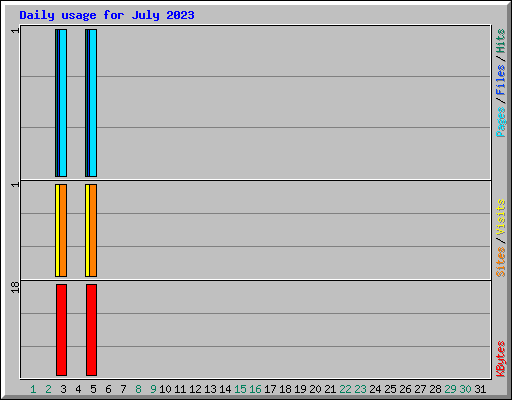 Daily usage for July 2023
1
1
18
Pages/Files/Hits
Sites/Visits
KBytes
1 2 3 4 5 6 7 8 9 10 11 12 13 14 15 16 17 18 19 20 21 22 23 24 25 26 27 28 29 30 31